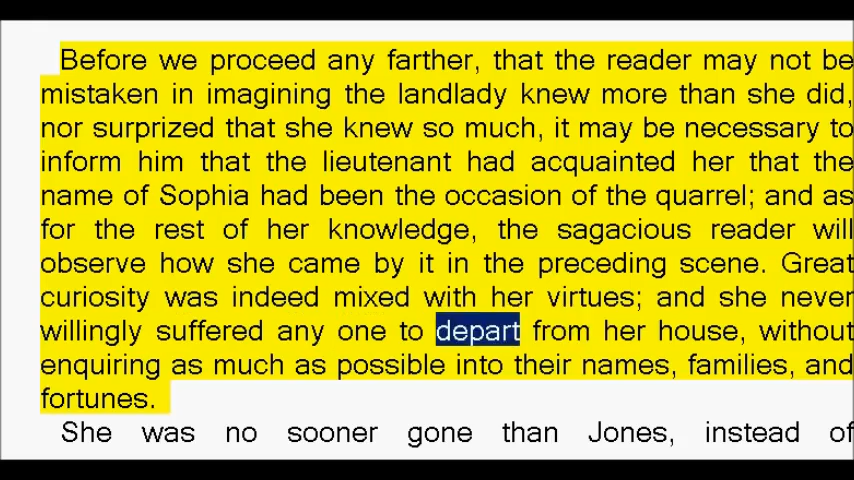 Before we proceed any farther, that the reader may not be
mistaken in imagining the landlady knew more than she did,
nor surprized that she knew so much, it may be necessary to
inform him that the lieutenant had acquainted her that the
name of Sophia had been the occasion of the quarrel; and as
for the rest of her knowledge, the sagacious reader will
observe how she came by it in the preceding scene. Great
curiosity was indeed mixed with her virtues; and she never
willingly suffered any one to depart from her house, without
enquiring as much as possible into their names, families, and
fortunes.
She was no sooner gone than Jones, instead of